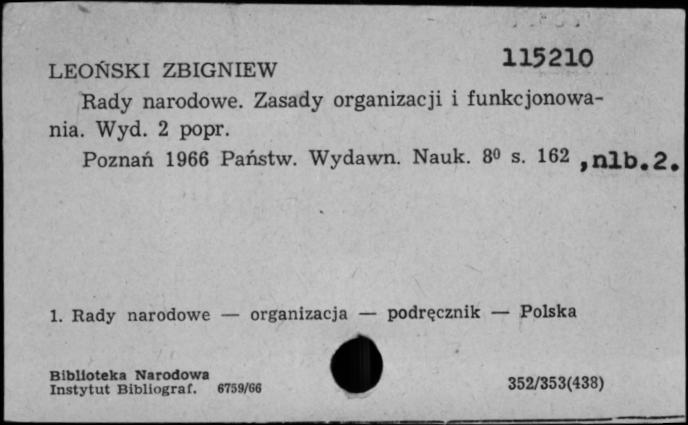 115210
LEOŃSKI ZBIGNIEW
Rady narodowe. Zasady organizacji i funkcjonowa-
nia. Wyd. 2 popr.
Poznań 1966 Państw. Wydawn. Nauk. 8º s. 162 ,nlb.2.
1. Rady narodowe — organizacja — podręcznik — Polska
Biblioteka Narodowa
Instytut Bibliograf. 6759/66
352/353(438)